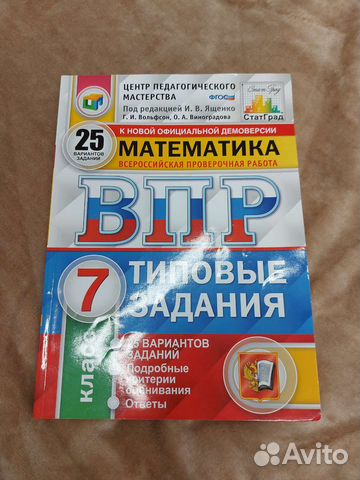 ЦЕНТР ПЕДАГОГИЧЕСКОГО
МАСТЕРСТВА
ФГОС
Под редакцией И. В. Ященко
Г. И. Вольфсон, О. А. Виноградова
СтатГрад
25
ВАРИАНТОВ
ЗАДАНИЙ
К НОВОЙ ОФИЦИАЛЬНОЙ ДЕМОВЕРСИИ
МАТЕМАТИКА
ВСЕРОССИЙСКАЯ ПРОВЕРОЧНАЯ РАБОТА
ВПР
7
класс
ТИПОВЫЕ
ЗАДАНИЯ
25 ВАРИАНТОВ
ЗАДАНИЙ
Подробные
критерии
оценивания
Ответы
Avito